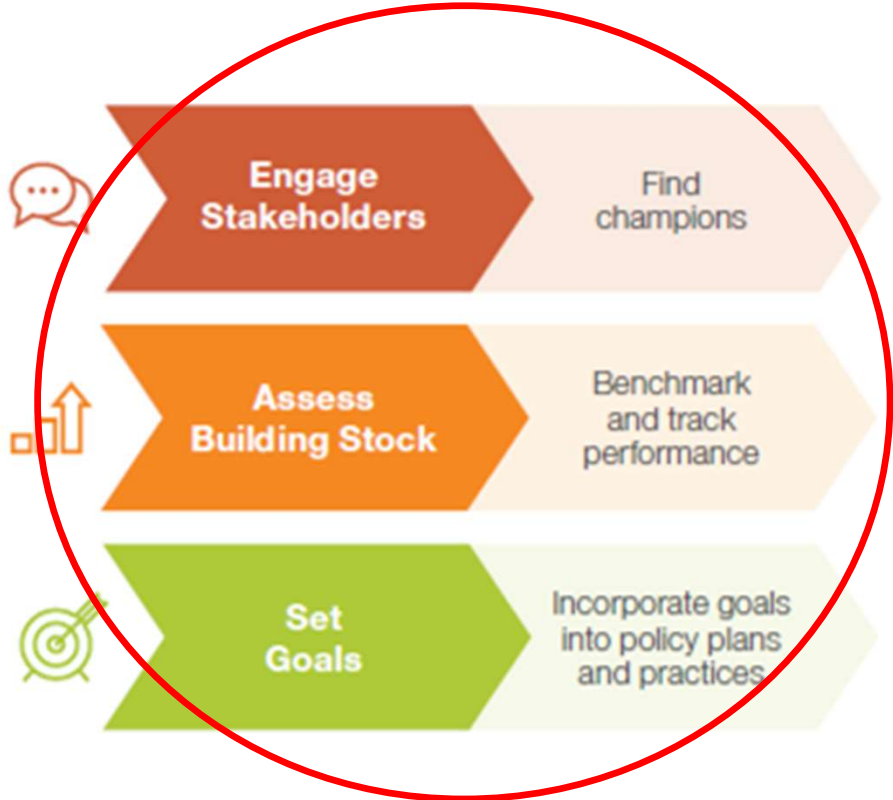 Engage
Stakeholders
Find
champions
Assess
Building Stock
Benchmark
and track
performance
Set
Goals
Incorporate goals
into policy plans
and practices